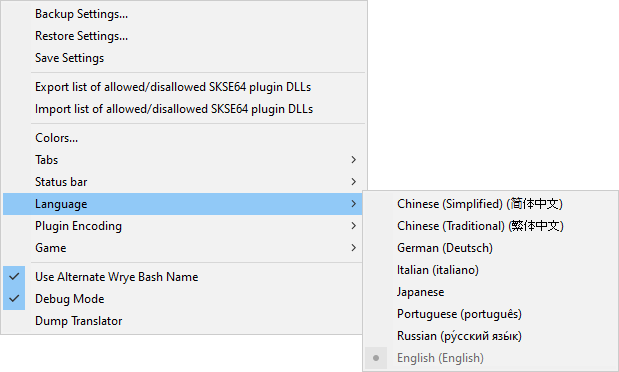 Backup Settings...
Restore Settings...
Save Settings
Export list of allowed/disallowed SKSE64 plugin DLLs
Import list of allowed/disallowed SKSE64 plugin DLLs
Colors...
Tabs
Status bar
Language
Plugin Encoding
Game
Use Alternate Wrye Bash Name
Debug Mode
Dump Translator
Chinese (Simplified) (简体中文)
Chinese (Traditional) (繁体中文)
German (Deutsch)
Italian (italiano)
Japanese
Portuguese (português)
Russian (ру́сский язы́к)
English (English)